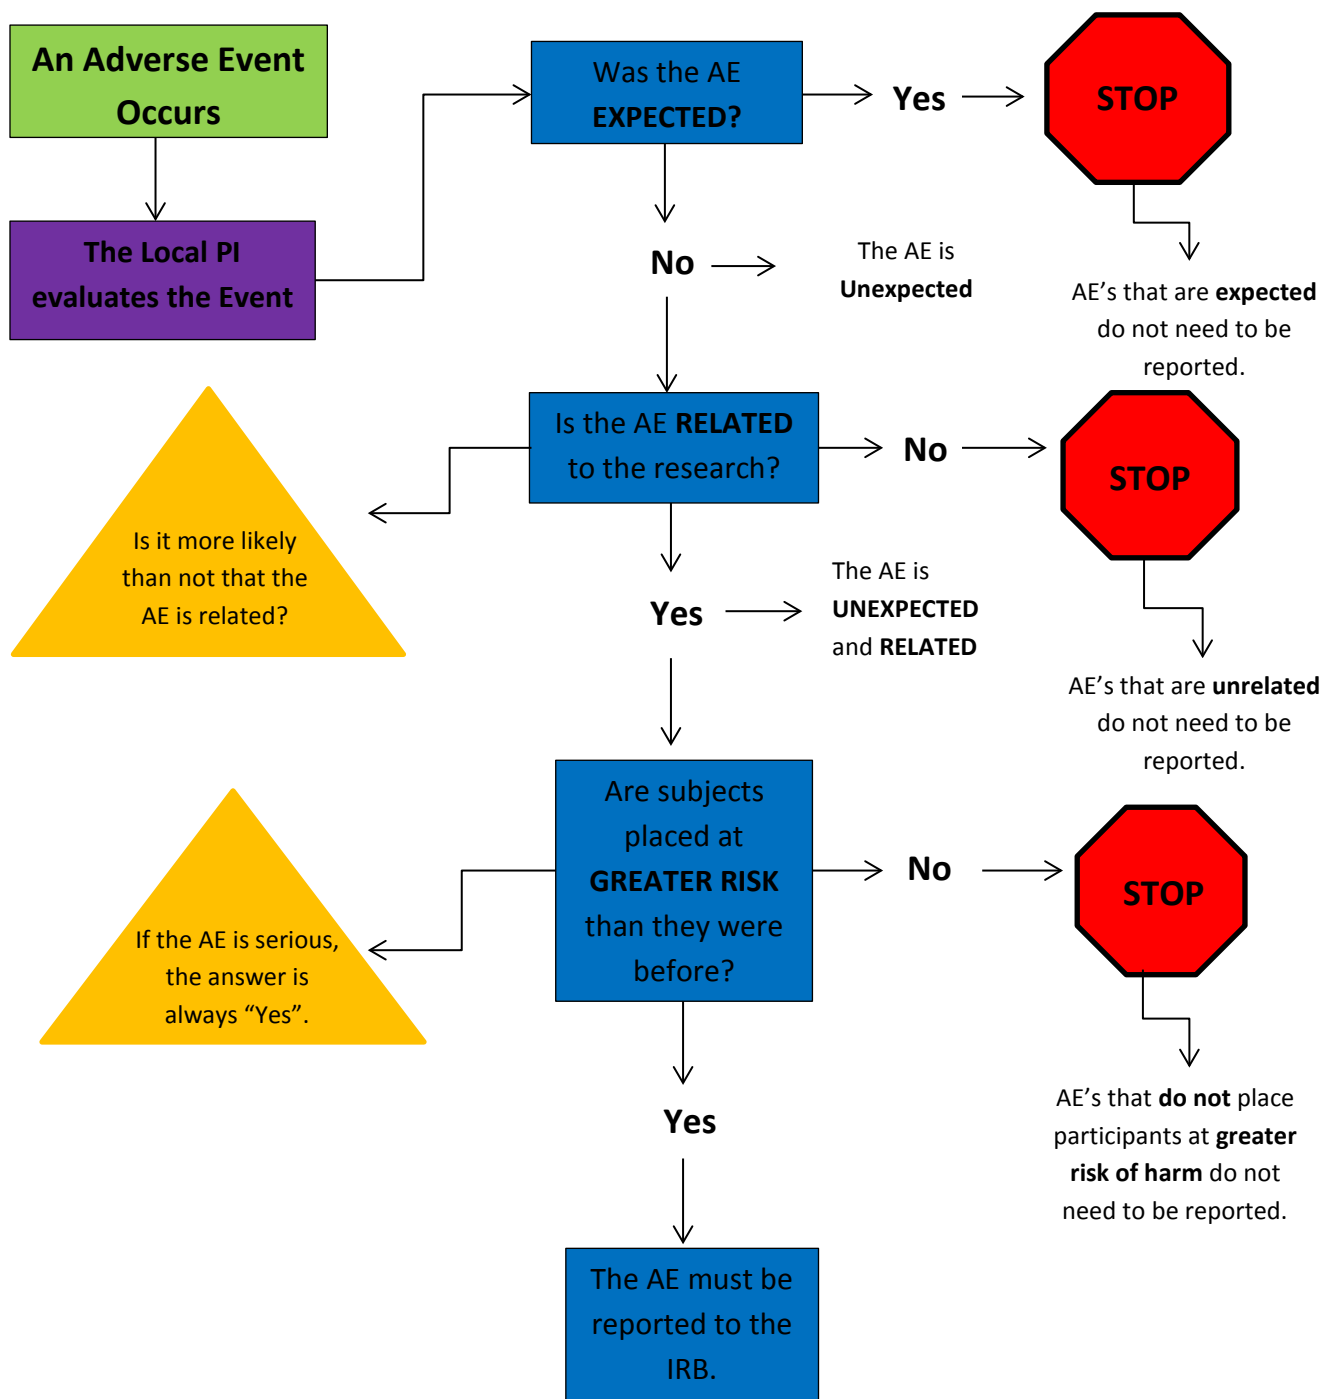 An Adverse Event
Occurs
The Local PI
evaluates the Event
Was the AE
EXPECTED?
Yes
STOP
AE's that are expected
do not need to be
reported.
No
The AE is
Unexpected
Is the AE RELATED
to the research?
Is it more likely
than not that the
AE is related?
No
STOP
AE’s that are unrelated
do not need to be
reported.
Yes
The AE is
UNEXPECTED
and RELATED
Are subjects
placed at
GREATER RISK
than they were
before?
If the AE is serious,
the answer is
always “Yes”.
No
STOP
AE’s that do not place
participants at greater
risk of harm do not
need to be reported.
Yes
The AE must be
reported to the
IRB.